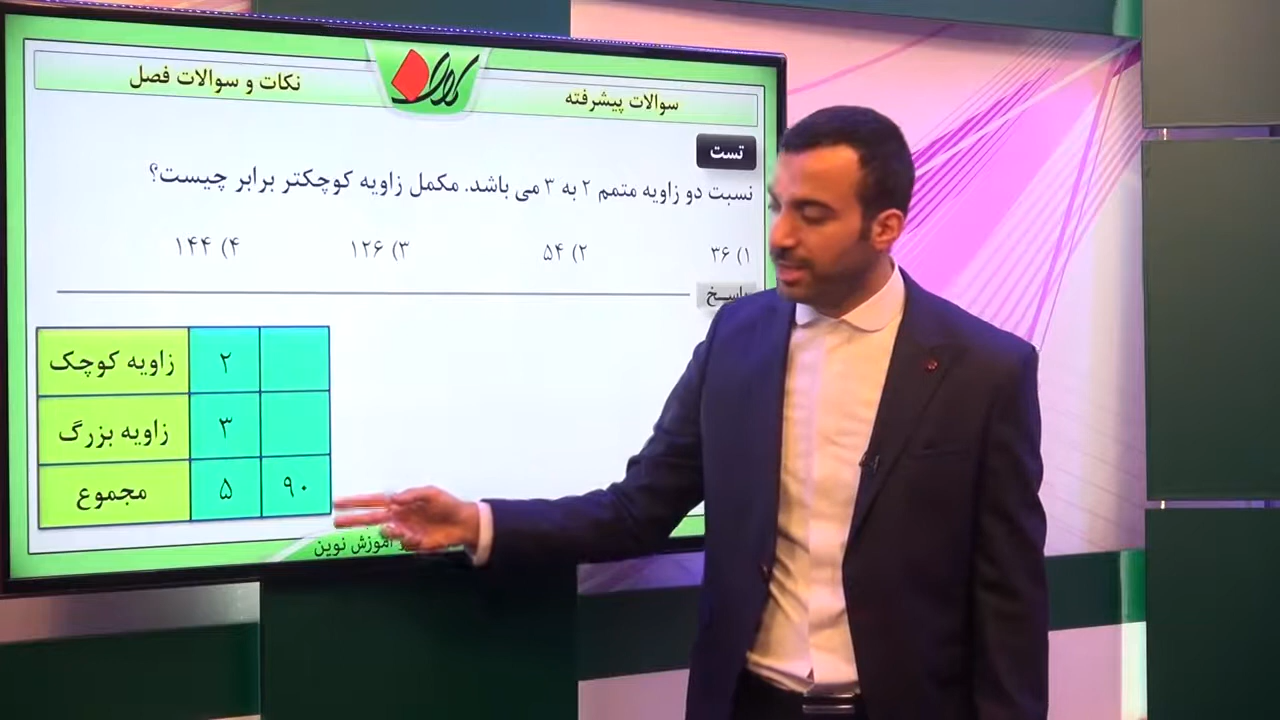 سوالات پیشرفته
نکات و سوالات فصل
تست
نسبت دو زاویه متمم ۲ به ۳ می باشد. مکمل زاویه کوچکتر برابر چیست؟
۱) ۳۶ ۲) ۵۴ ۳) ۱۲۶ ۴) ۱۴۴
پاسخ
زاویه کوچک ۲
زاویه بزرگ ۳
مجموع ۵ ۹۰
آموزش نوین